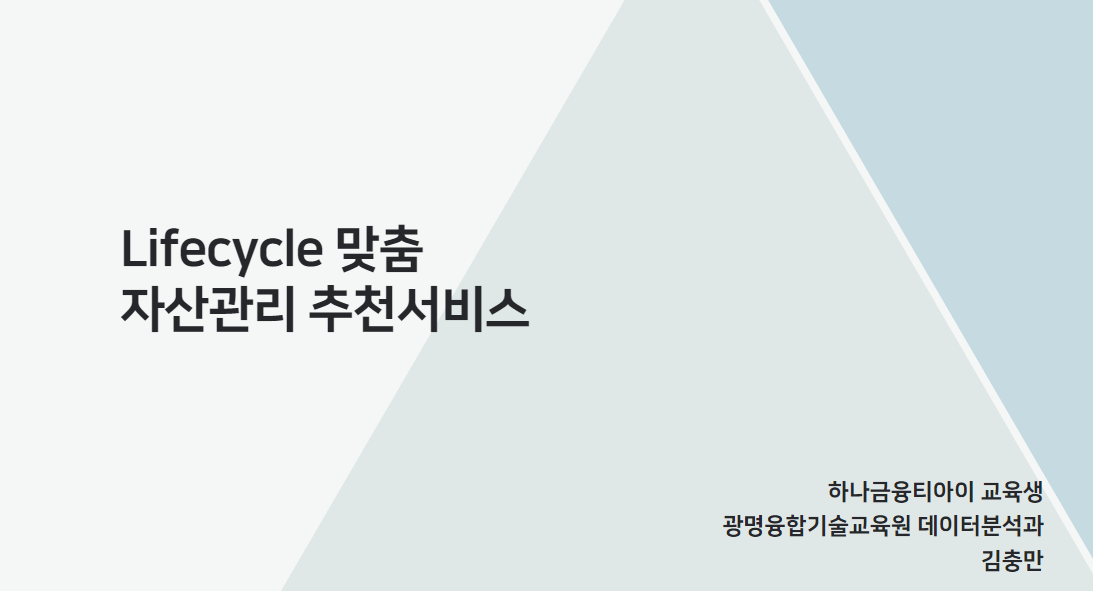 Lifecycle 맞춤
자산관리 추천서비스
하나금융티아이 교육생
광명융합기술교육원 데이터분석과
김충만